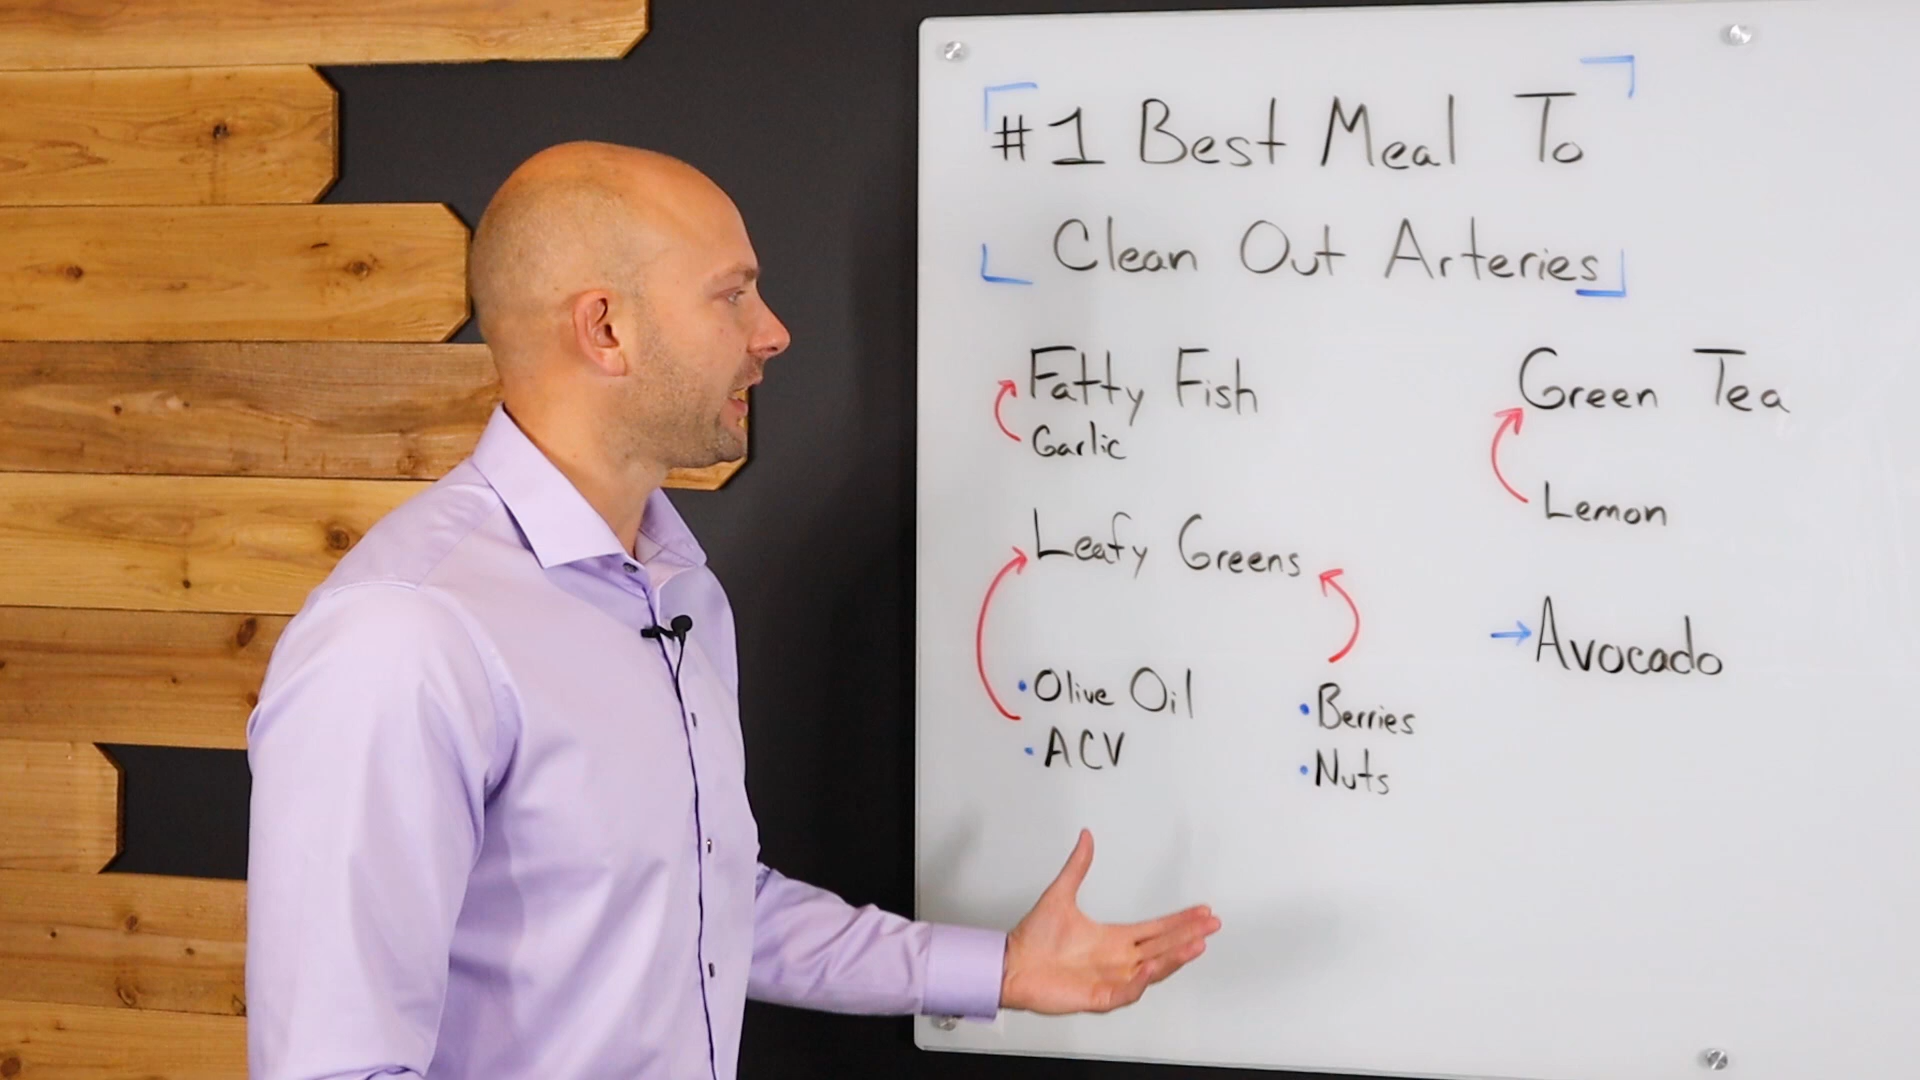 #1 Best Meal To
Clean Out Arteries
Fatty Fish
Garlic
Leafy Greens
• Olive Oil
• ACV
• Berries
• Nuts
Green Tea
Lemon
→ Avocado